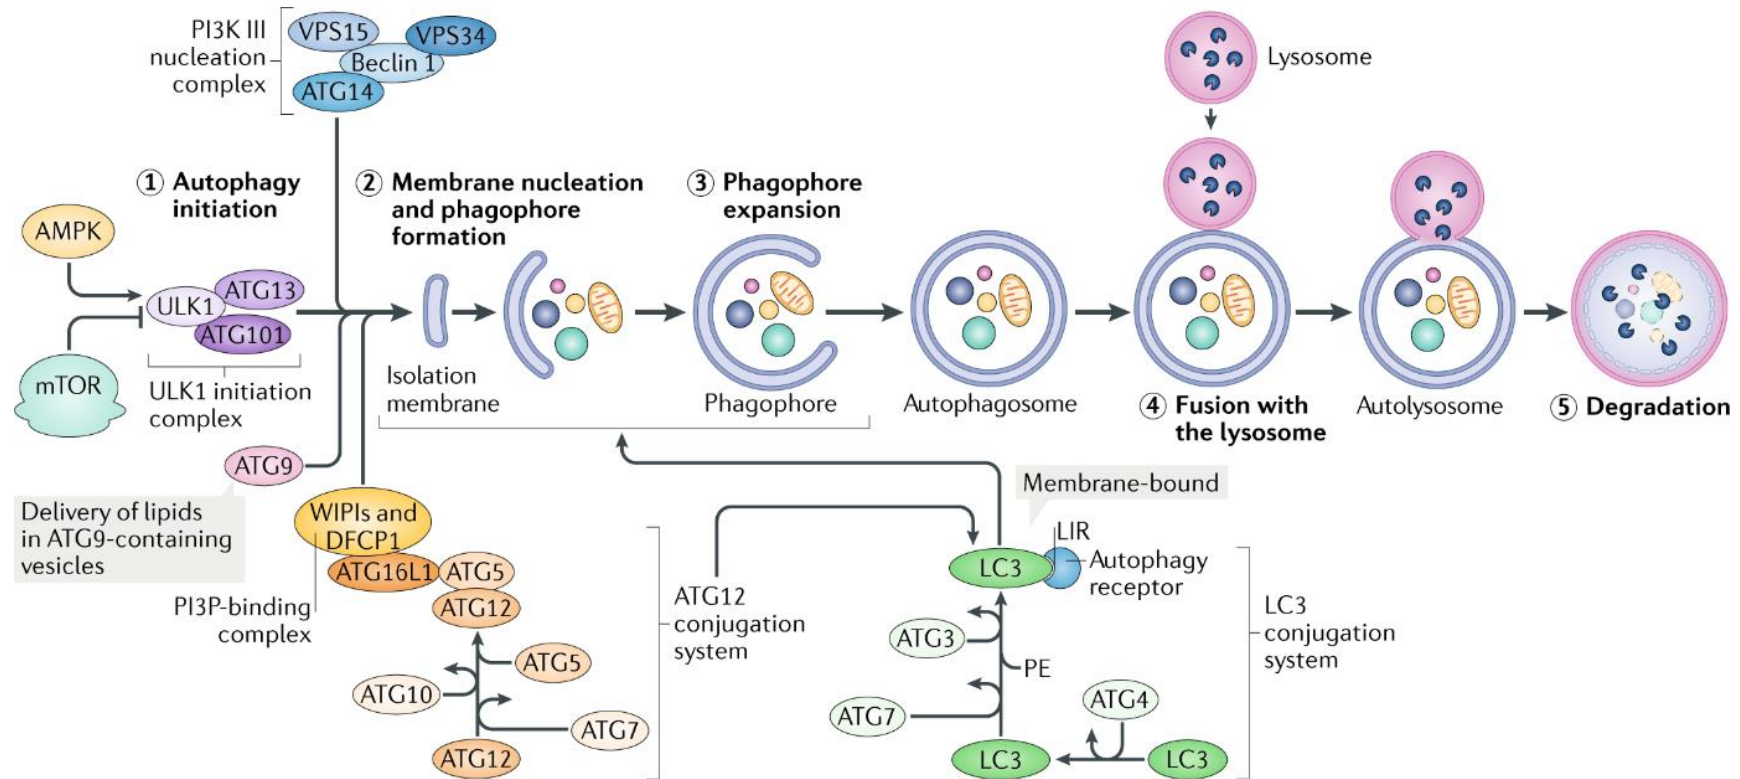 PI3K III
nucleation
complex
VPS15
VPS34
Beclin 1
ATG14
Lysosome
1 Autophagy
initiation
2 Membrane nucleation
and phagophore
formation
3 Phagophore
expansion
AMPK
ULK1
ATG13
ATG101
mTOR
ULK1 initiation
complex
Isolation
membrane
Phagophore
Autophagosome
4 Fusion with
the lysosome
Autolysosome
5 Degradation
ATG9
Delivery of lipids
in ATG9-containing
vesicles
WIPIs and
DFCP1
ATG16L1
ATG5
ATG12
PI3P-binding
complex
ATG5
ATG10
ATG7
ATG12
ATG12
conjugation
system
Membrane-bound
LIR
LC3
Autophagy
receptor
ATG3
PE
ATG7
ATG4
LC3
LC3
LC3
conjugation
system